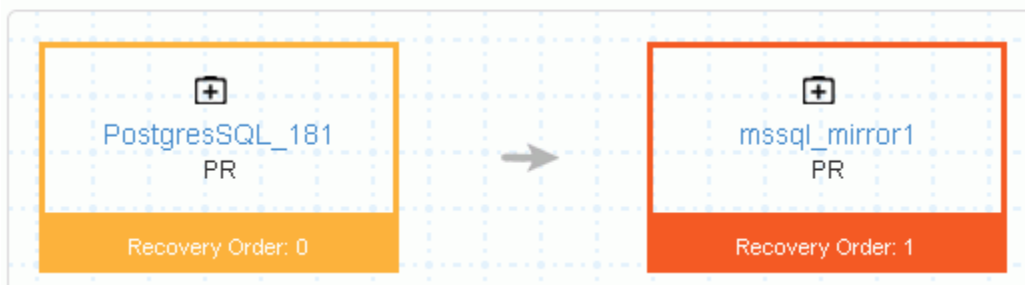 PostgresSQL_181
PR
Recovery Order: 0
mssql_mirror1
PR
Recovery Order: 1